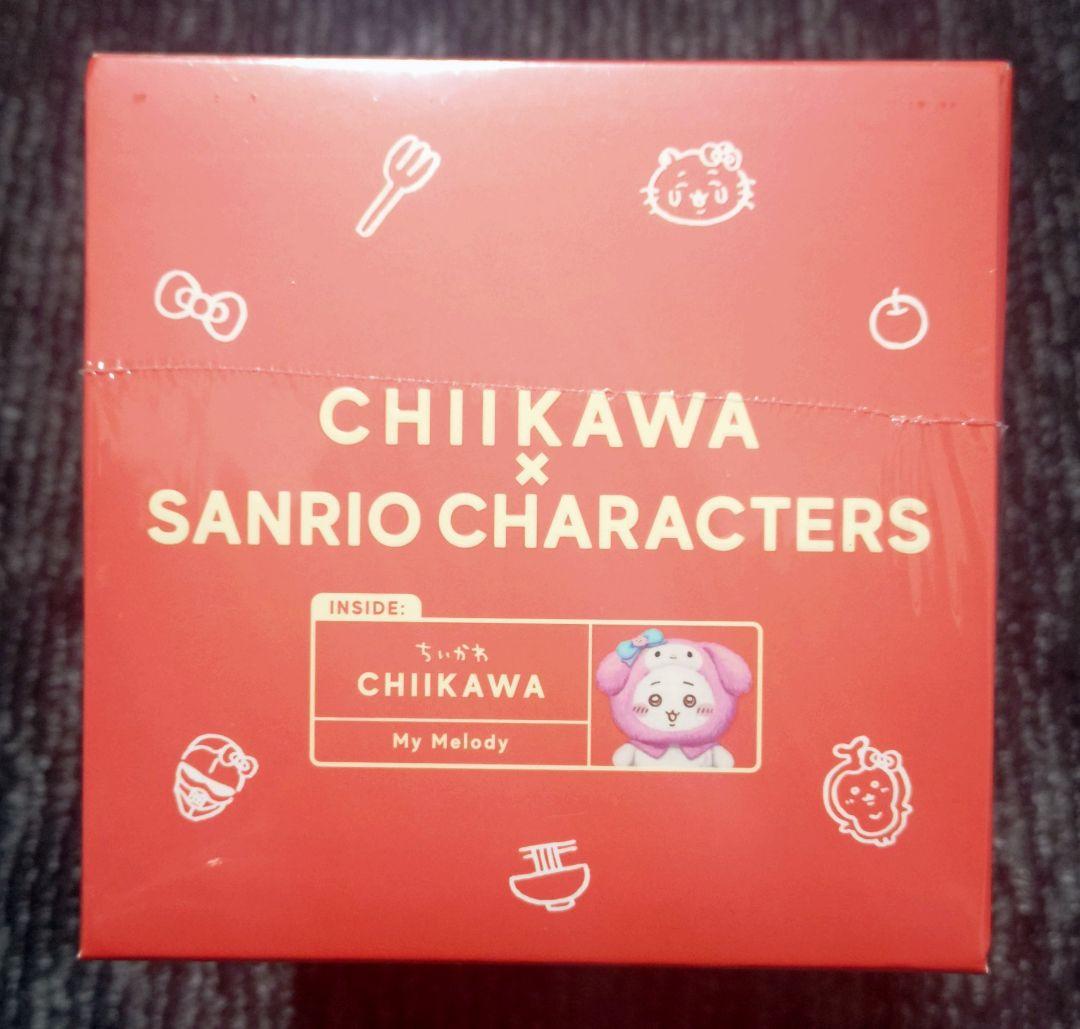 CHIIKAWA
×
SANRIO CHARACTERS
INSIDE:
ちいかわ
CHIIKAWA
My Melody